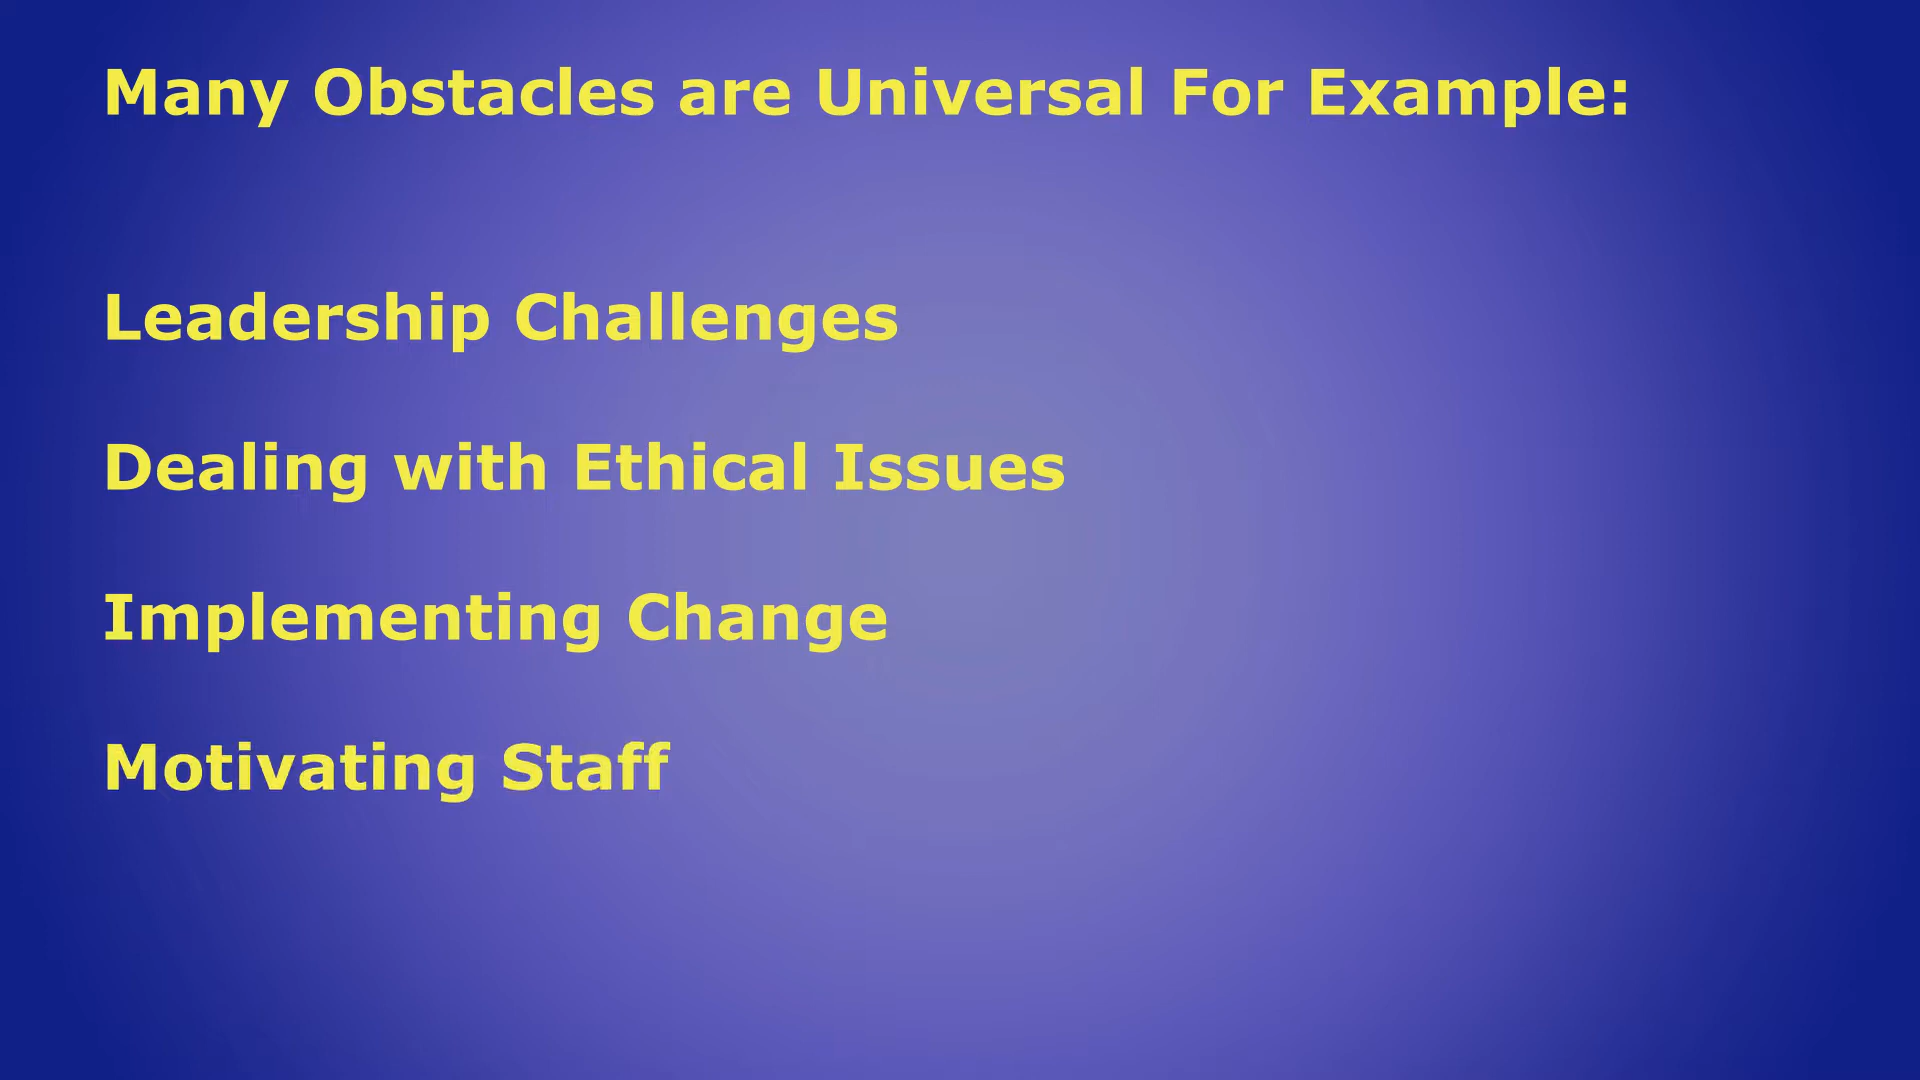 Many Obstacles are Universal For Example:
Leadership Challenges
Dealing with Ethical Issues
Implementing Change
Motivating Staff